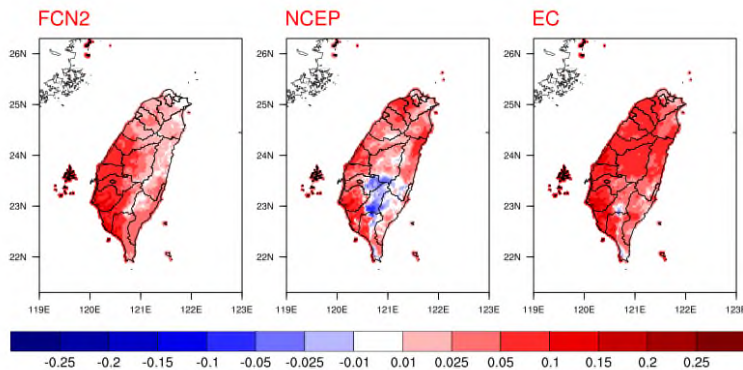 FCN2 NCEP EC
26N 26N 26N
25N 25N 25N
24N 24N 24N
23N 23N 23N
22N 22N 22N
119E 120E 121E 122E 123E 119E 120E 121E 122E 123E 119E 120E 121E 122E 123E
-0.25 -0.2 -0.15 -0.1 -0.05 -0.025 -0.01 0.01 0.025 0.05 0.1 0.15 0.2 0.25